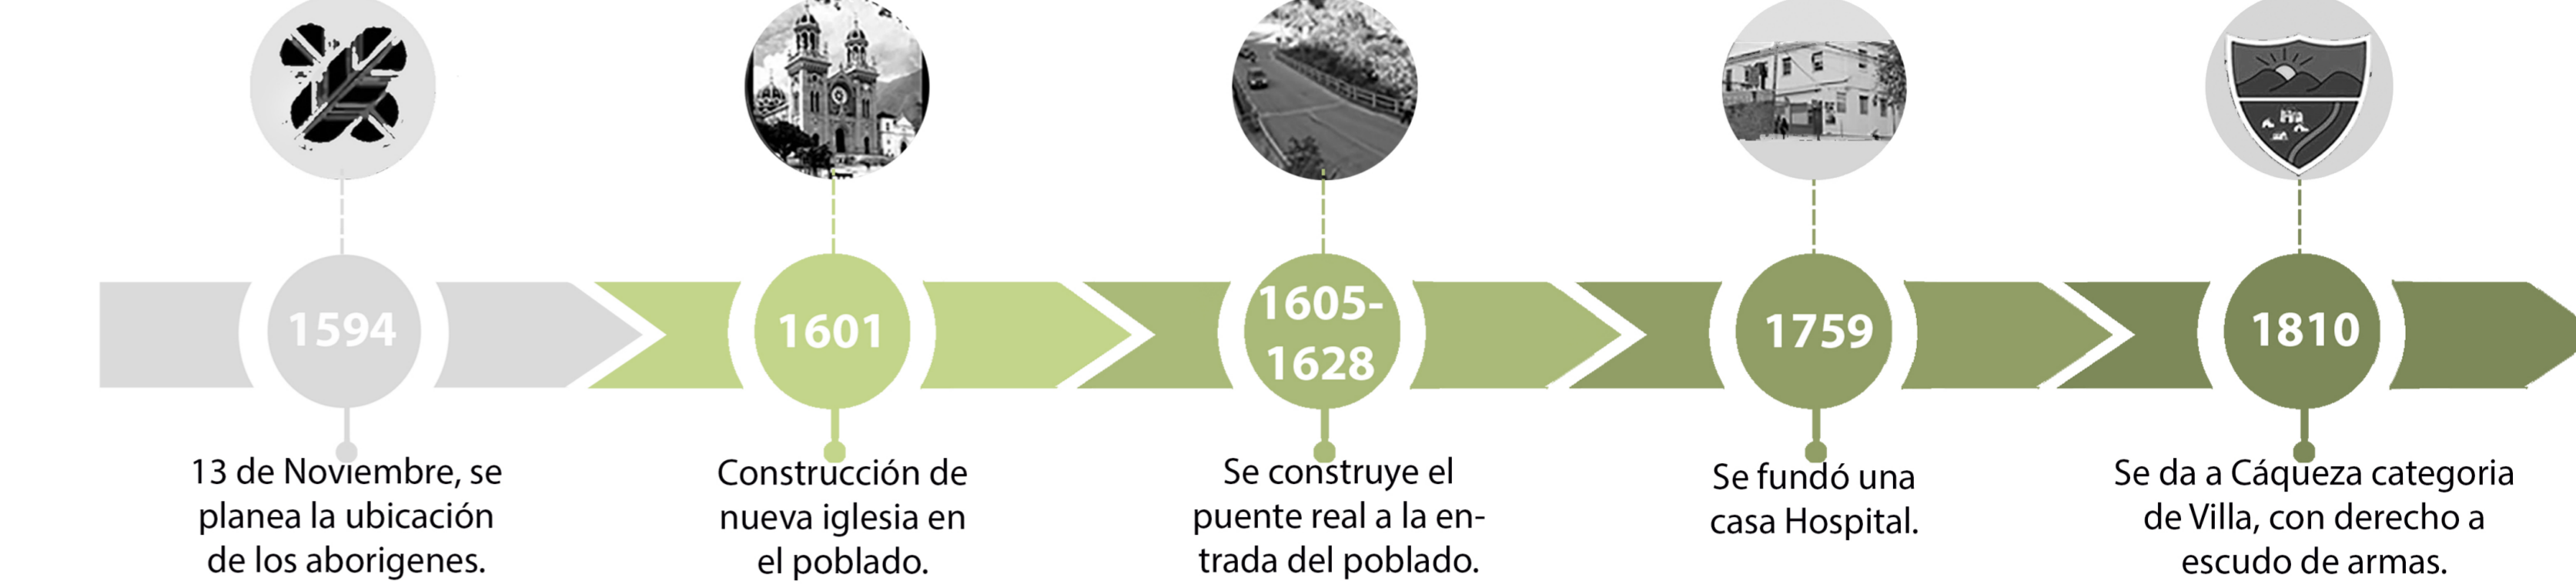 1594
13 de Noviembre, se
planea la ubicación
de los aborigenes.
1601
Construcción de
nueva iglesia en
el poblado.
1605-
1628
Se construye el
puente real a la en-
trada del poblado.
1759
Se fundó una
casa Hospital.
1810
Se da a Cáqueza categoria
de Villa, con derecho a
escudo de armas.